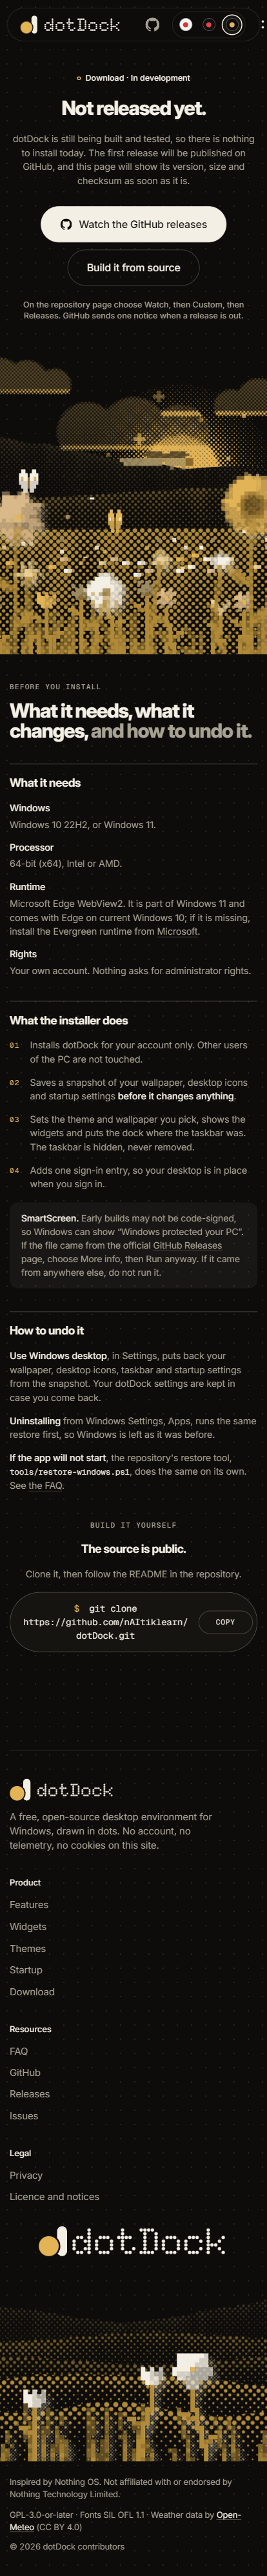 dotDock
Download · In development
Not released yet.
dotDock is still being built and tested, so there is nothing
to install today. The first release will be published on
GitHub, and this page will show its version, size and
checksum as soon as it is.
Watch the GitHub releases
Build it from source
On the repository page choose Watch, then Custom, then
Releases. GitHub sends one notice when a release is out.
BEFORE YOU INSTALL
What it needs, what it
changes, and how to undo it.
What it needs
Windows
Windows 10 22H2, or Windows 11.
Processor
64-bit (x64), Intel or AMD.
Runtime
Microsoft Edge WebView2. It is part of Windows 11 and
comes with Edge on current Windows 10; if it is missing,
install the Evergreen runtime from Microsoft.
Rights
Your own account. Nothing asks for administrator rights.
What the installer does
01 Installs dotDock for your account only. Other users
of the PC are not touched.
02 Saves a snapshot of your wallpaper, desktop icons
and startup settings before it changes anything.
03 Sets the theme and wallpaper you pick, shows the
widgets and puts the dock where the taskbar was.
The taskbar is hidden, never removed.
04 Adds one sign-in entry, so your desktop is in place
when you sign in.
SmartScreen. Early builds may not be code-signed,
so Windows can show “Windows protected your PC”.
If the file came from the official GitHub Releases
page, choose More info, then Run anyway. If it came
from anywhere else, do not run it.
How to undo it
Use Windows desktop, in Settings, puts back your
wallpaper, desktop icons, taskbar and startup settings
from the snapshot. Your dotDock settings are kept in
case you come back.
Uninstalling from Windows Settings, Apps, runs the same
restore first, so Windows is left as it was before.
If the app will not start, the repository's restore tool,
tools/restore-windows.ps1, does the same on its own.
See the FAQ.
BUILD IT YOURSELF
The source is public.
Clone it, then follow the README in the repository.
$ git clone
https://github.com/nAItiklearn/
dotDock.git
COPY
dotDock
A free, open-source desktop environment for
Windows, drawn in dots. No account, no
telemetry, no cookies on this site.
Product
Features
Widgets
Themes
Startup
Download
Resources
FAQ
GitHub
Releases
Issues
Legal
Privacy
Licence and notices
dotDock
Inspired by Nothing OS. Not affiliated with or endorsed by
Nothing Technology Limited.
GPL-3.0-or-later · Fonts SIL OFL 1.1 · Weather data by Open-
Meteo (CC BY 4.0)
© 2026 dotDock contributors